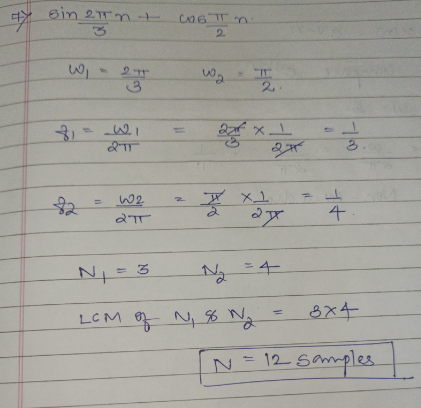 7) sin 2π/3 n + cos π/2 n.
ω₁ = 2π/3 ω₂ = π/2.
f₁ = ω₁/2π = 2π/3 × 1/2π = 1/3.
f₂ = ω₂/2π = π/2 × 1/2π = 1/4.
N₁ = 3 N₂ = 4
LCM of N₁ & N₂ = 3×4
N = 12 samples